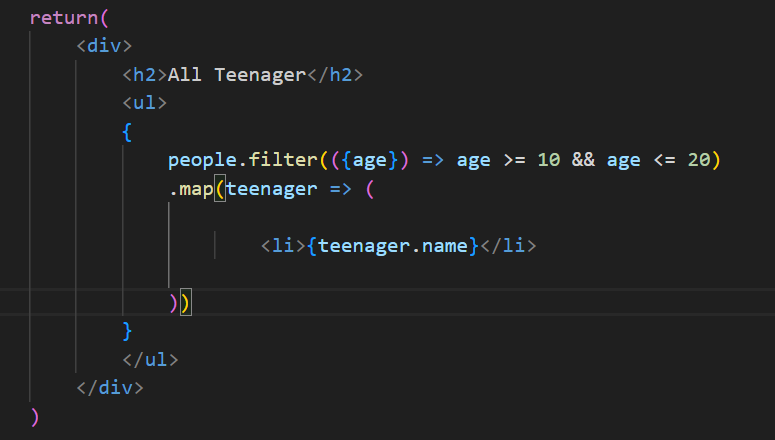 return(
<div>
<h2>All Teenager</h2>
<ul>
{
people.filter(({age}) => age >= 10 && age <= 20)
.map(teenager => (
<li>{teenager.name}</li>
))
}
</ul>
</div>
)